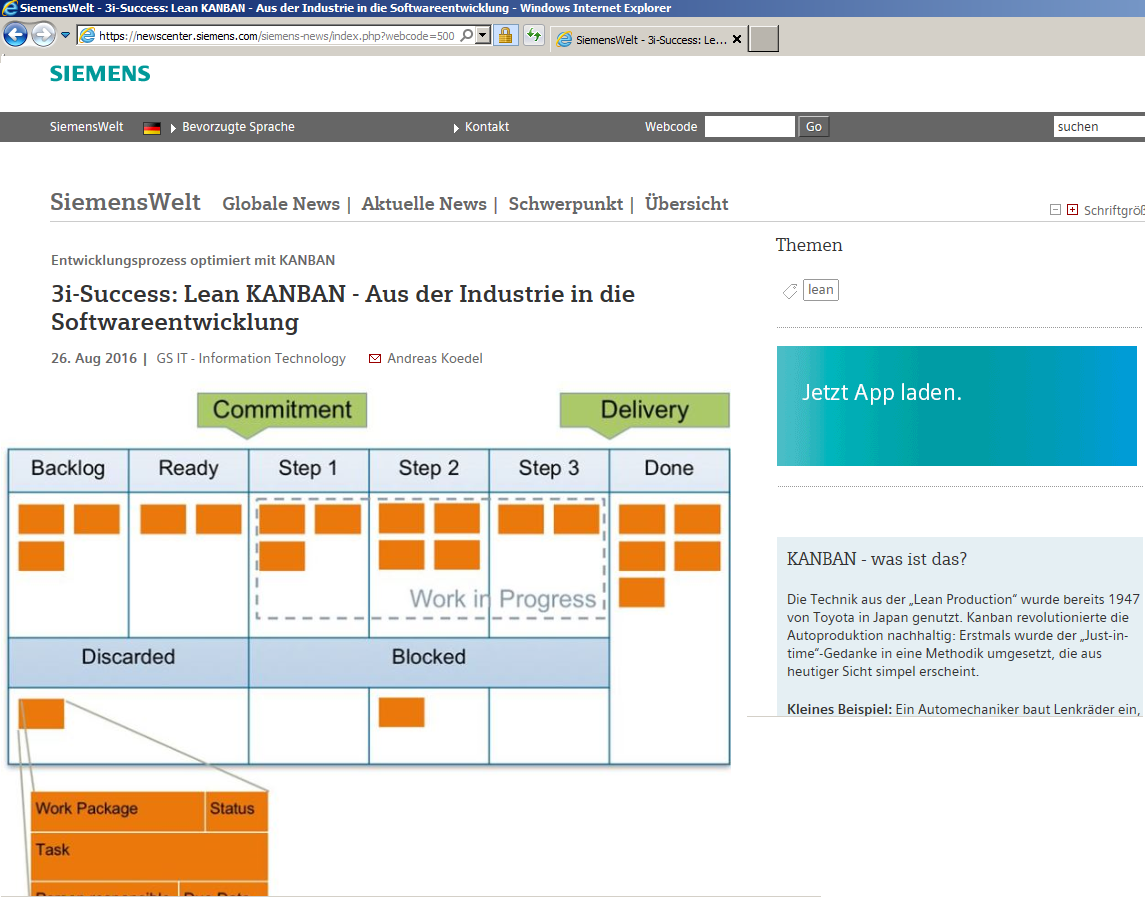 SiemensWelt - 3i-Success: Lean KANBAN - Aus der Industrie in die Softwareentwicklung - Windows Internet Explorer
https://newscenter.siemens.com/siemens-news/index.php?webcode=500
SiemensWelt - 3i-Success: Le...
SIEMENS
SiemensWelt Bevorzugte Sprache Kontakt Webcode Go suchen
SiemensWelt Globale News | Aktuelle News | Schwerpunkt | Übersicht
Schriftgröß
Entwicklungsprozess optimiert mit KANBAN
3i-Success: Lean KANBAN - Aus der Industrie in die
Softwareentwicklung
26. Aug 2016 | GS IT - Information Technology Andreas Koedel
Commitment Delivery
Backlog Ready Step 1 Step 2 Step 3 Done
Work in Progress
Discarded Blocked
Work Package Status
Task
Person responsible Due Date
Themen
lean
Jetzt App laden.
KANBAN - was ist das?
Die Technik aus der „Lean Production“ wurde bereits 1947
von Toyota in Japan genutzt. Kanban revolutionierte die
Autoproduktion nachhaltig: Erstmals wurde der „Just-in-
time“-Gedanke in eine Methodik umgesetzt, die aus
heutiger Sicht simpel erscheint.
Kleines Beispiel: Ein Automechaniker baut Lenkräder ein,